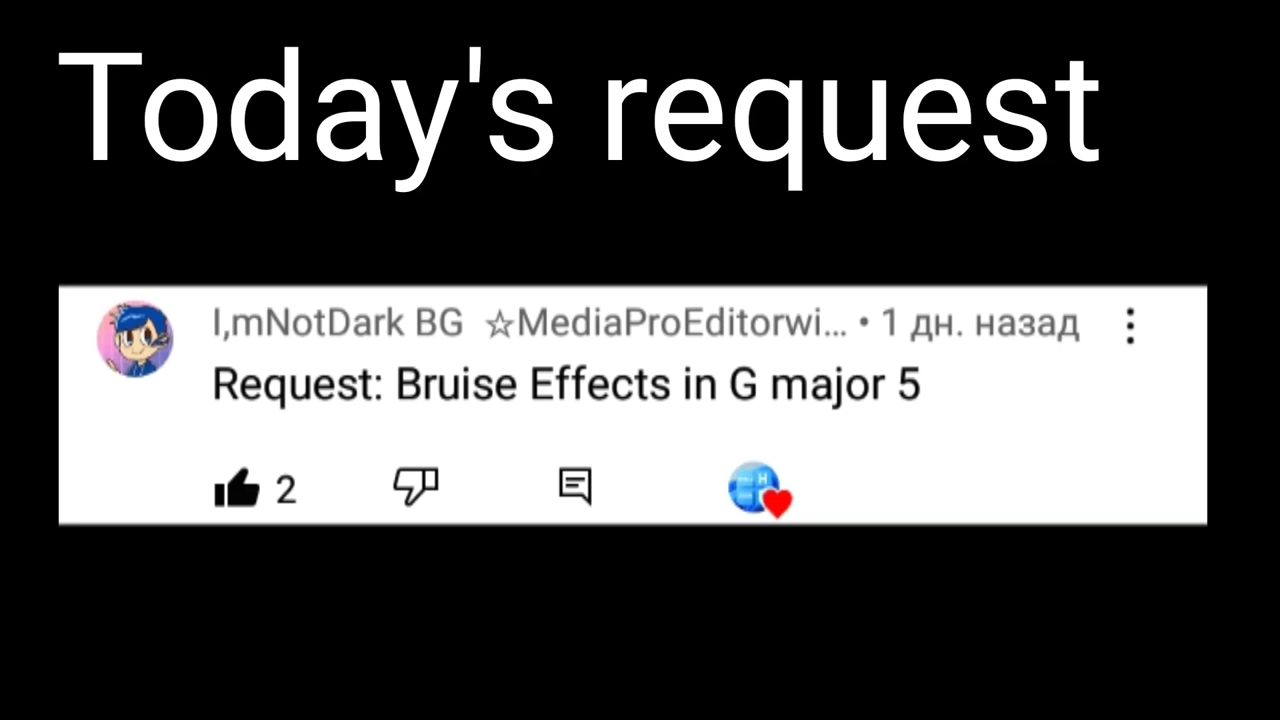 Today's request
I,mNotDark BG ☆MediaProEditorwi... • 1 дн. назад
Request: Bruise Effects in G major 5
2